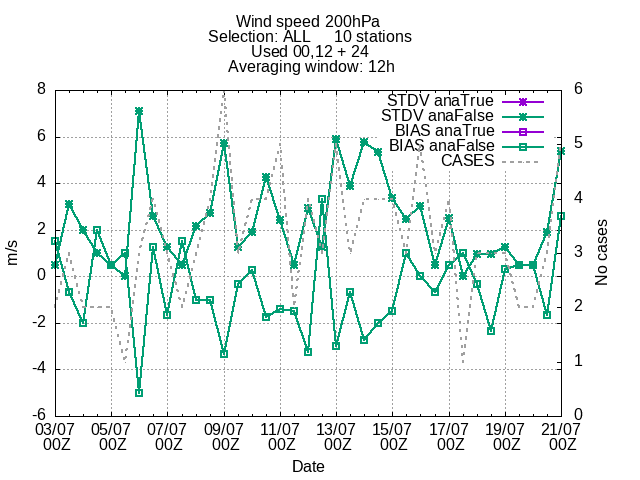 Wind speed 200hPa
Selection: ALL 10 stations
Used 00,12 + 24
Averaging window: 12h
STDV anaTrue
STDV anaFalse
BIAS anaTrue
BIAS anaFalse
CASES
8
6
4
2
0
-2
-4
-6
m/s
6
5
4
3
2
1
0
No cases
03/07 05/07 07/07 09/07 11/07 13/07 15/07 17/07 19/07 21/07
00Z 00Z 00Z 00Z 00Z 00Z 00Z 00Z 00Z 00Z
Date